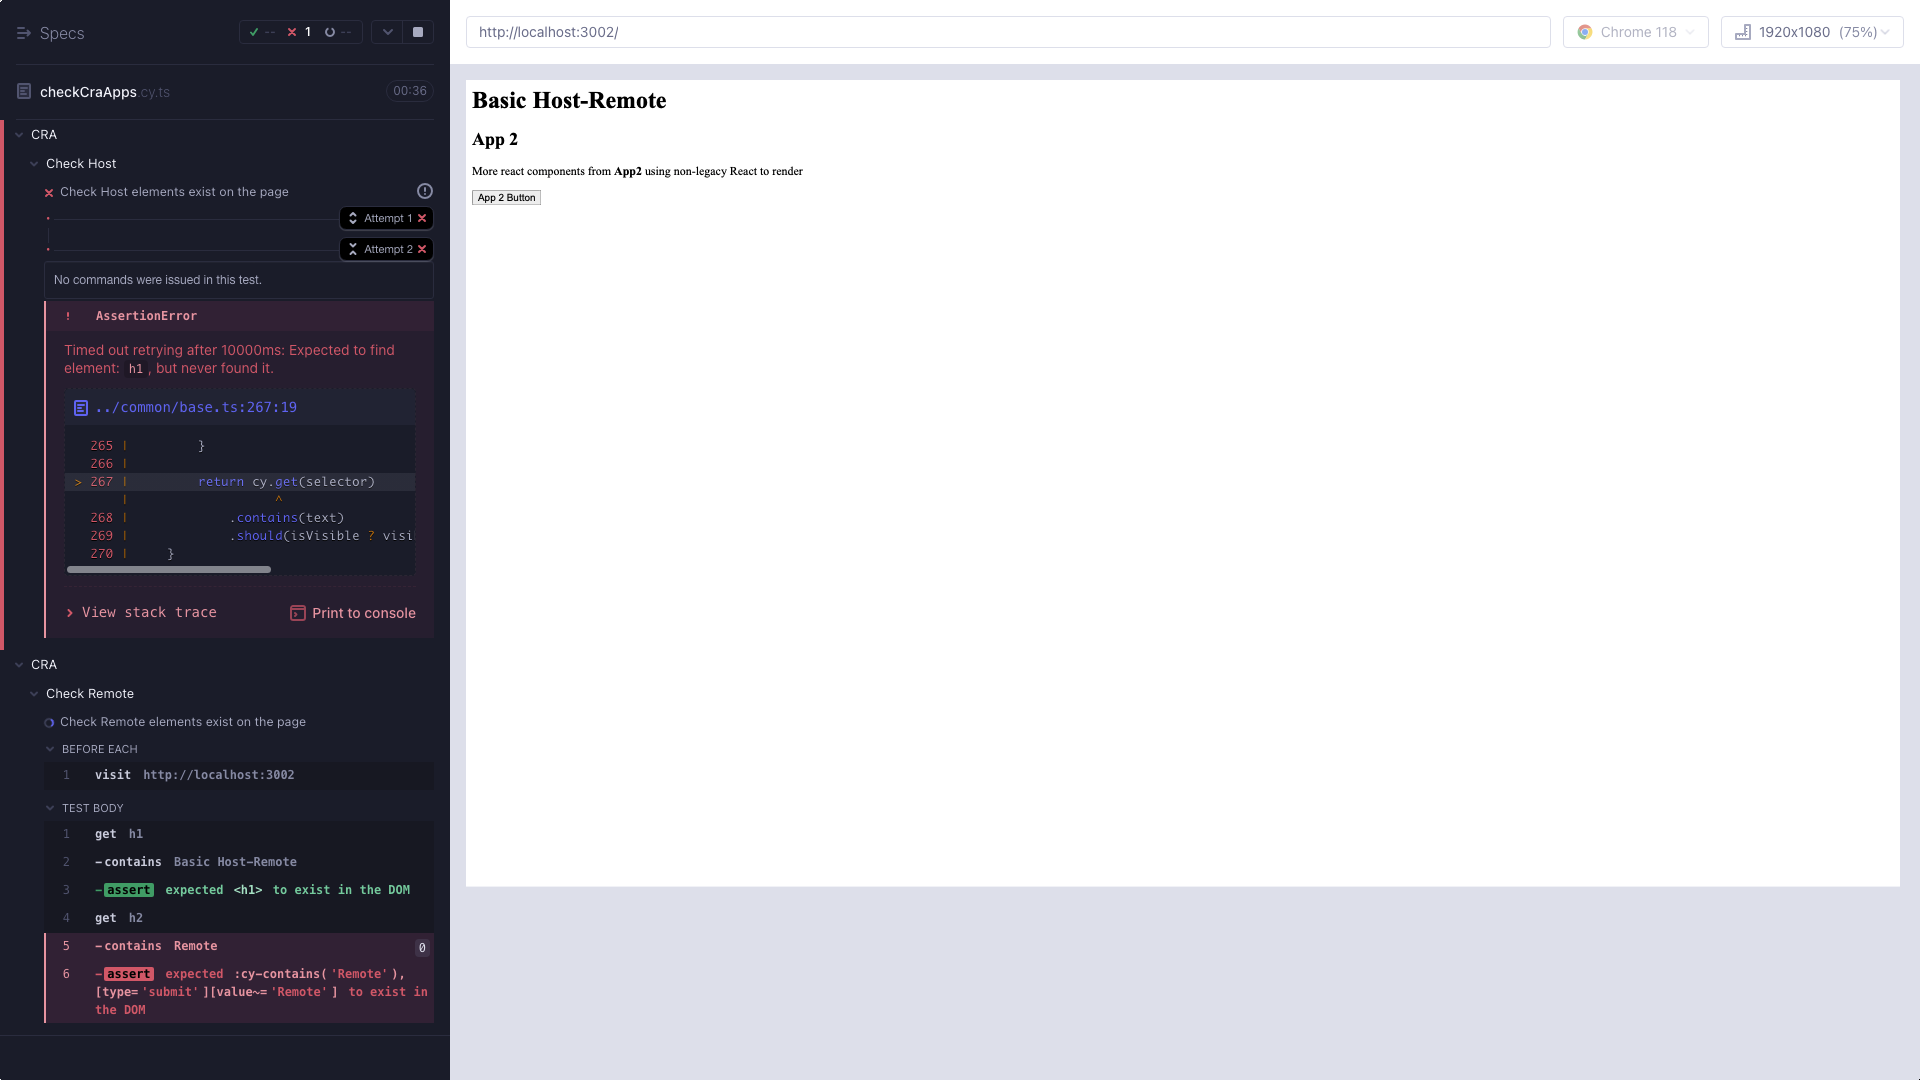 Specs
-- 1 --
checkCraApps cy.ts 00:36
CRA
Check Host
Check Host elements exist on the page
Attempt 1
Attempt 2
No commands were issued in this test.
! AssertionError
Timed out retrying after 10000ms: Expected to find
element: h1 , but never found it.
../common/base.ts:267:19
265 | }
266 |
> 267 | return cy.get(selector)
| ^
268 | .contains(text)
269 | .should(isVisible ? visi
270 | }
> View stack trace
Print to console
CRA
Check Remote
Check Remote elements exist on the page
BEFORE EACH
1 visit http://localhost:3002
TEST BODY
1 get h1
2 -contains Basic Host-Remote
3 -assert expected <h1> to exist in the DOM
4 get h2
5 -contains Remote 0
6 -assert expected :cy-contains('Remote'),
[type='submit'][value~='Remote'] to exist in
the DOM
http://localhost:3002/
Chrome 118
1920x1080 (75%)
Basic Host-Remote
App 2
More react components from App2 using non-legacy React to render
App 2 Button